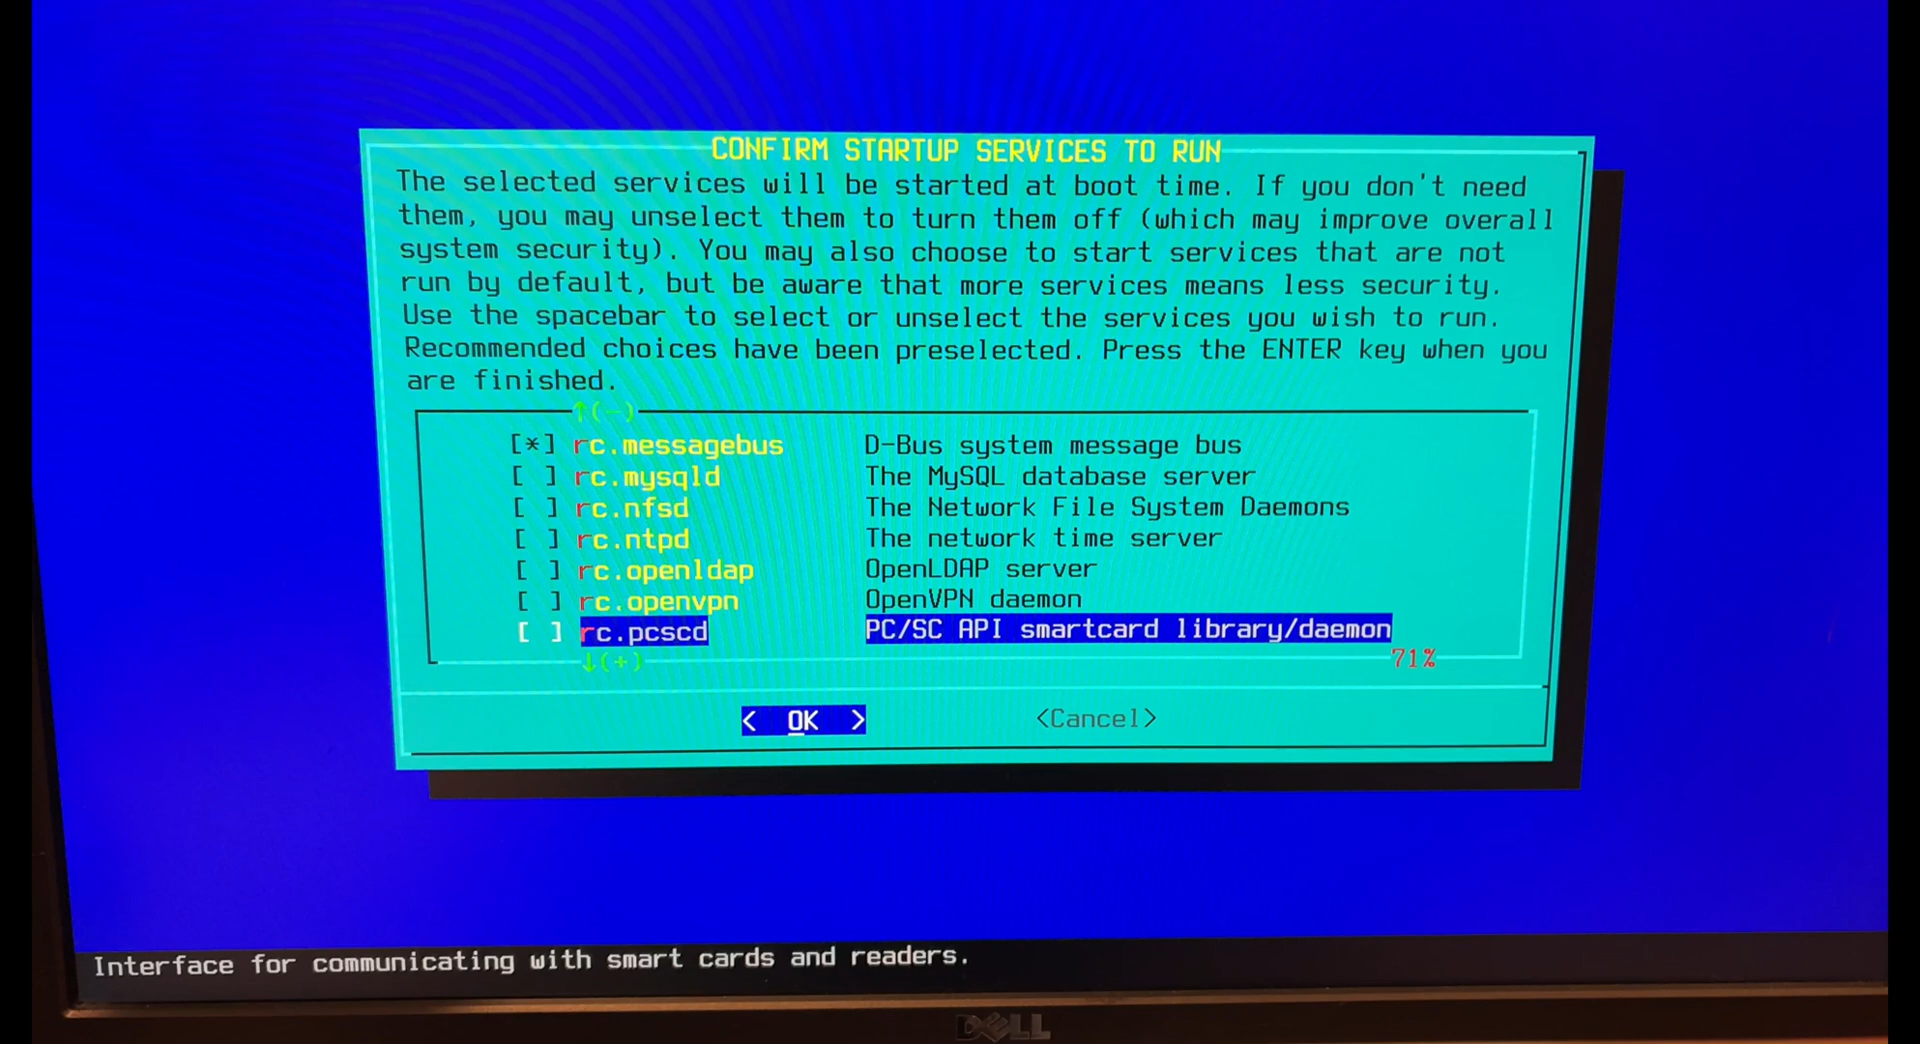 CONFIRM STARTUP SERVICES TO RUN
The selected services will be started at boot time. If you don't need
them, you may unselect them to turn them off (which may improve overall
system security). You may also choose to start services that are not
run by default, but be aware that more services means less security.
Use the spacebar to select or unselect the services you wish to run.
Recommended choices have been preselected. Press the ENTER key when you
are finished.
↑(-)
[*] rc.messagebus D-Bus system message bus
[ ] rc.mysqld The MySQL database server
[ ] rc.nfsd The Network File System Daemons
[ ] rc.ntpd The network time server
[ ] rc.openldap OpenLDAP server
[ ] rc.openvpn OpenVPN daemon
[ ] rc.pcscd PC/SC API smartcard library/daemon
↓(+) 71%
< OK > <Cancel>
Interface for communicating with smart cards and readers.
DELL